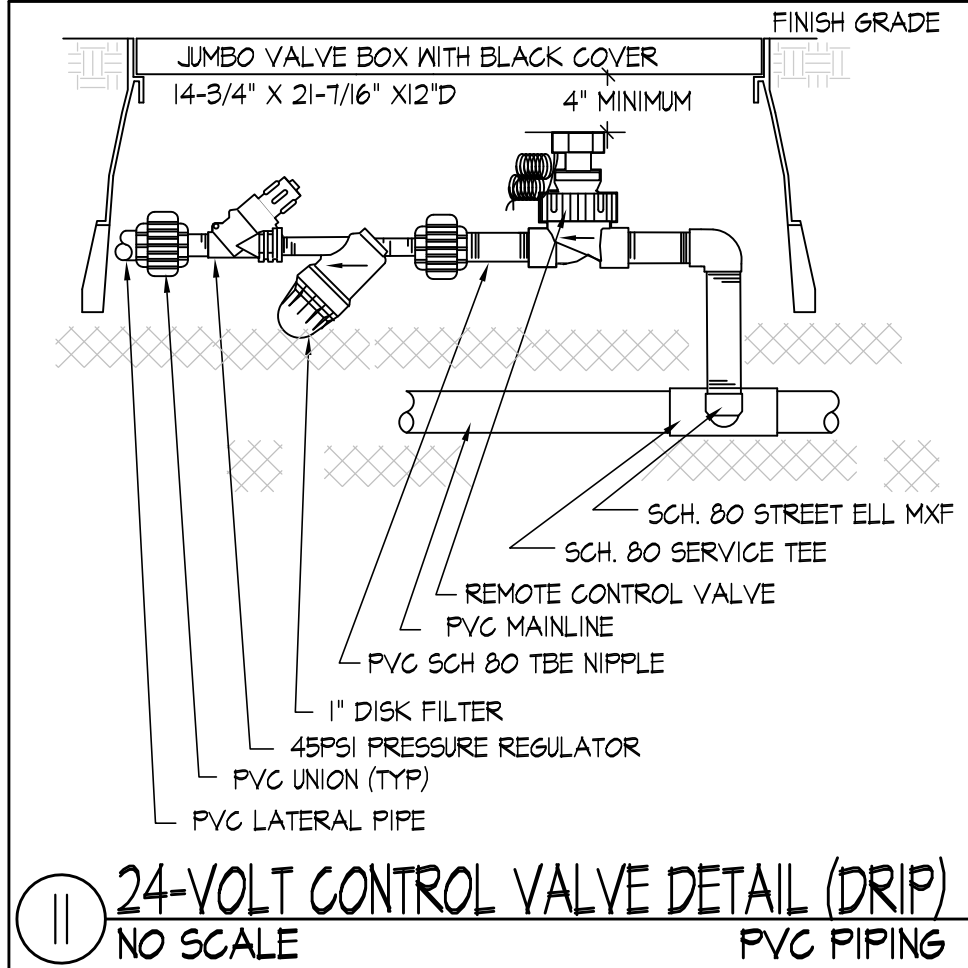 FINISH GRADE
JUMBO VALVE BOX WITH BLACK COVER
14-3/4" X 21-7/16" X12"D
4" MINIMUM
SCH. 80 STREET ELL MXF
SCH. 80 SERVICE TEE
REMOTE CONTROL VALVE
PVC MAINLINE
PVC SCH 80 TBE NIPPLE
1" DISK FILTER
45PSI PRESSURE REGULATOR
PVC UNION (TYP)
PVC LATERAL PIPE
11
24-VOLT CONTROL VALVE DETAIL (DRIP)
NO SCALE
PVC PIPING